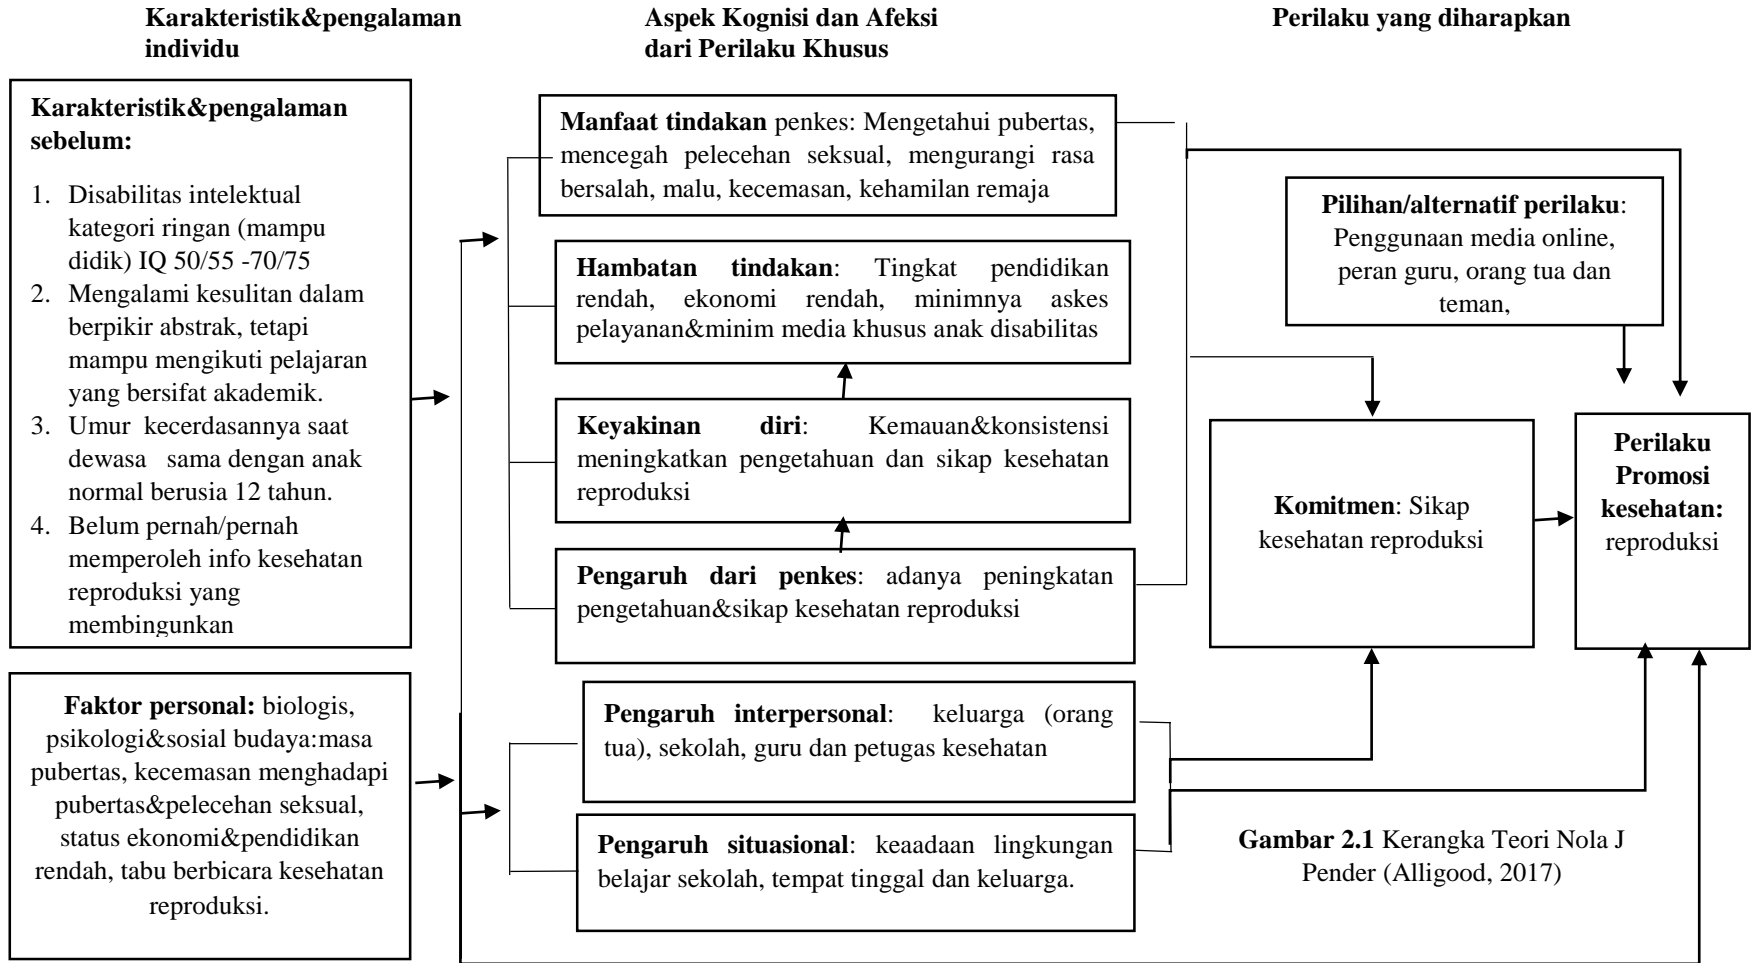 Karakteristik&pengalaman
individu
Aspek Kognisi dan Afeksi
dari Perilaku Khusus
Perilaku yang diharapkan
Karakteristik&pengalaman
sebelum:
1. Disabilitas intelektual
kategori ringan (mampu
didik) IQ 50/55 -70/75
2. Mengalami kesulitan dalam
berpikir abstrak, tetapi
mampu mengikuti pelajaran
yang bersifat akademik.
3. Umur kecerdasannya saat
dewasa sama dengan anak
normal berusia 12 tahun.
4. Belum pernah/pernah
memperoleh info kesehatan
reproduksi yang
membingunkan
Faktor personal: biologis,
psikologi&sosial budaya:masa
pubertas, kecemasan menghadapi
pubertas&pelecehan seksual,
status ekonomi&pendidikan
rendah, tabu berbicara kesehatan
reproduksi.
Manfaat tindakan penkes: Mengetahui pubertas,
mencegah pelecehan seksual, mengurangi rasa
bersalah, malu, kecemasan, kehamilan remaja
Hambatan tindakan: Tingkat pendidikan
rendah, ekonomi rendah, minimnya askes
pelayanan&minim media khusus anak disabilitas
Keyakinan diri: Kemauan&konsistensi
meningkatkan pengetahuan dan sikap kesehatan
reproduksi
Pengaruh dari penkes: adanya peningkatan
pengetahuan&sikap kesehatan reproduksi
Pengaruh interpersonal: keluarga (orang
tua), sekolah, guru dan petugas kesehatan
Pengaruh situasional: keaadaan lingkungan
belajar sekolah, tempat tinggal dan keluarga.
Pilihan/alternatif perilaku:
Penggunaan media online,
peran guru, orang tua dan
teman,
Komitmen: Sikap
kesehatan reproduksi
Perilaku
Promosi
kesehatan:
reproduksi
Gambar 2.1 Kerangka Teori Nola J
Pender (Alligood, 2017)